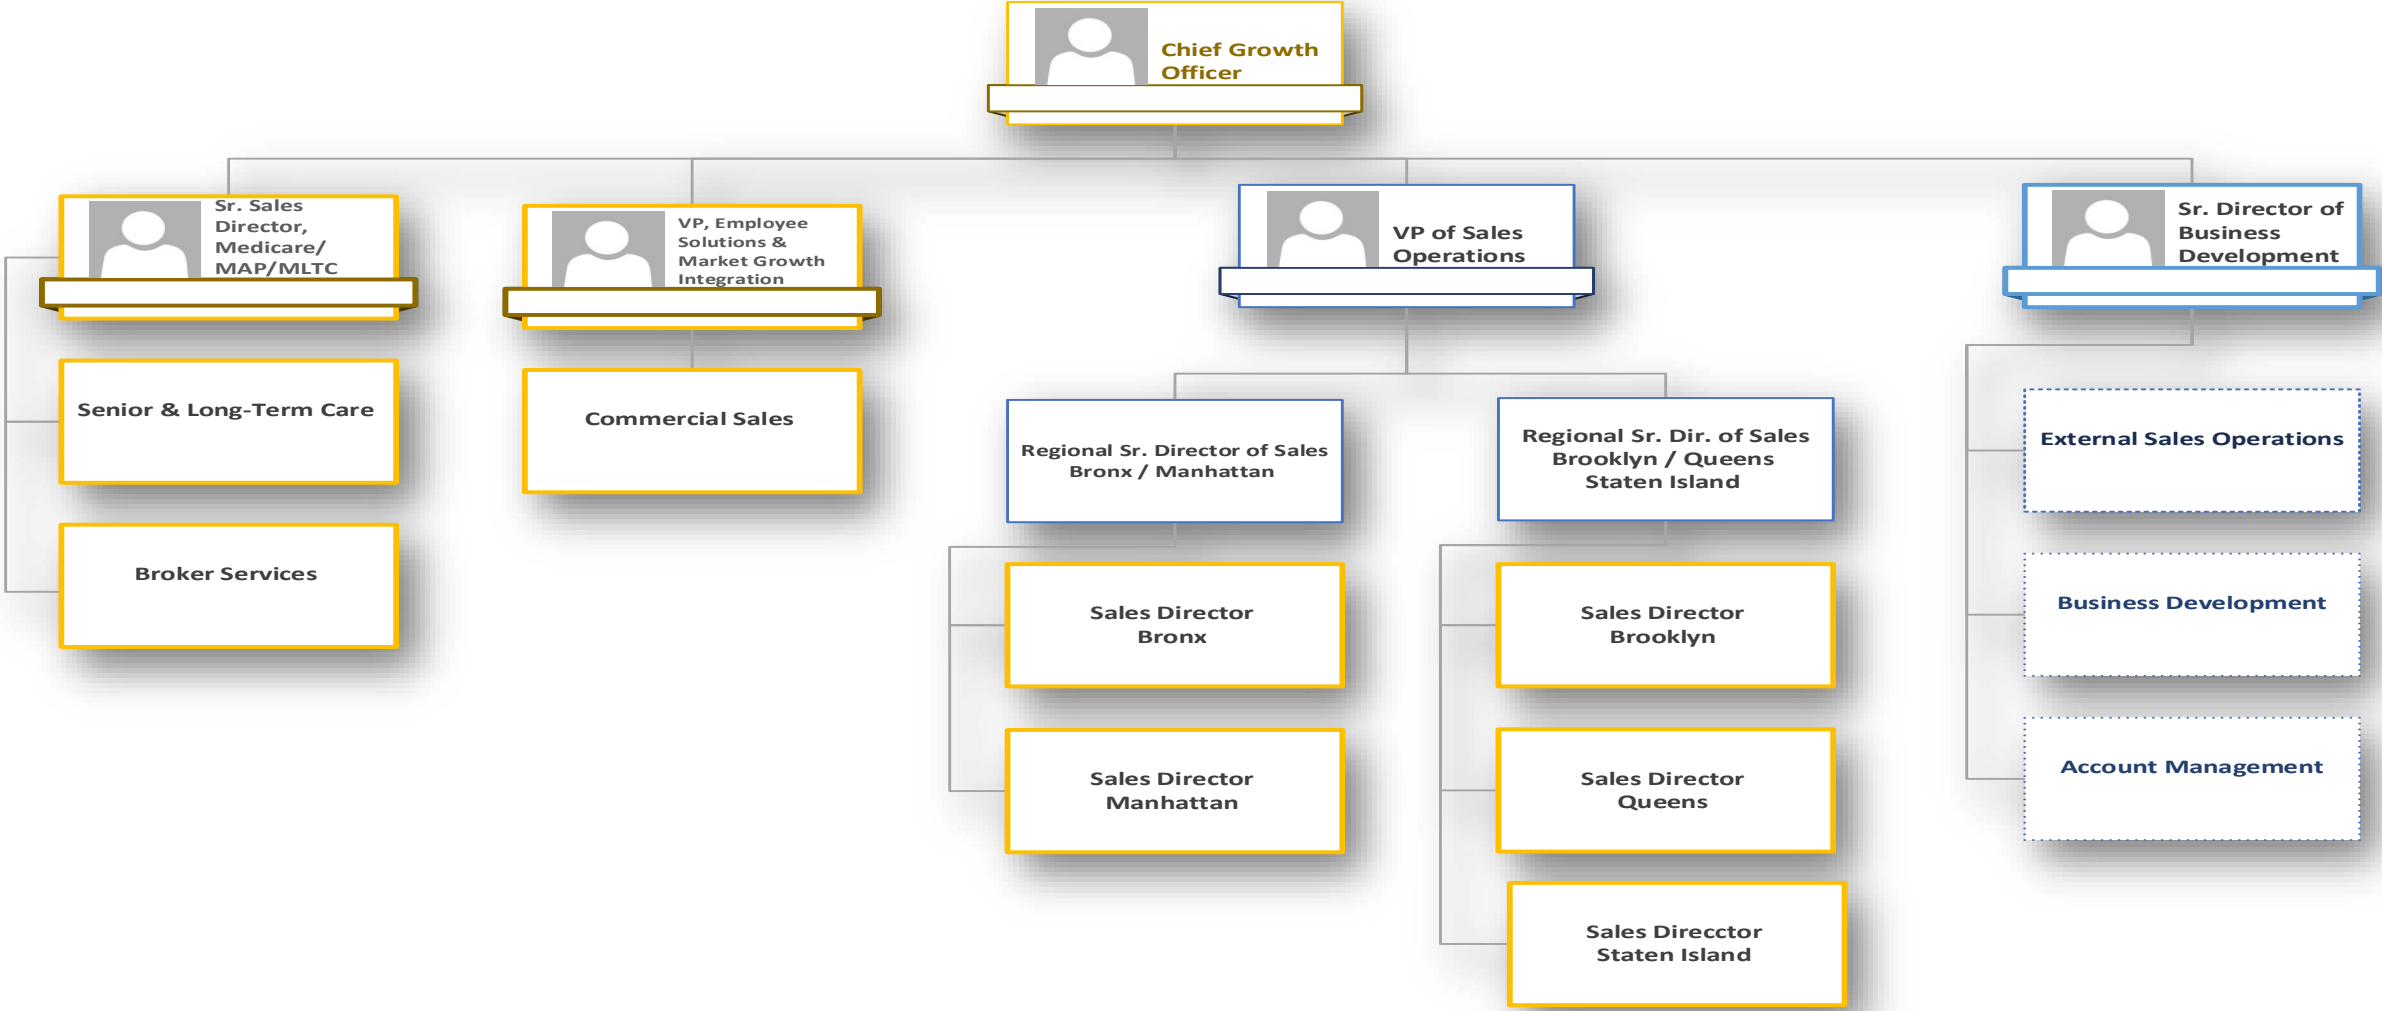 Chief Growth
Officer
Sr. Sales
Director,
Medicare/
MAP/MLTC
VP, Employee
Solutions &
Market Growth
Integration
VP of Sales
Operations
Sr. Director of
Business
Development
Senior & Long-Term Care
Broker Services
Commercial Sales
Regional Sr. Director of Sales
Bronx / Manhattan
Sales Director
Bronx
Sales Director
Manhattan
Regional Sr. Dir. of Sales
Brooklyn / Queens
Staten Island
Sales Director
Brooklyn
Sales Director
Queens
Sales Direcctor
Staten Island
External Sales Operations
Business Development
Account Management